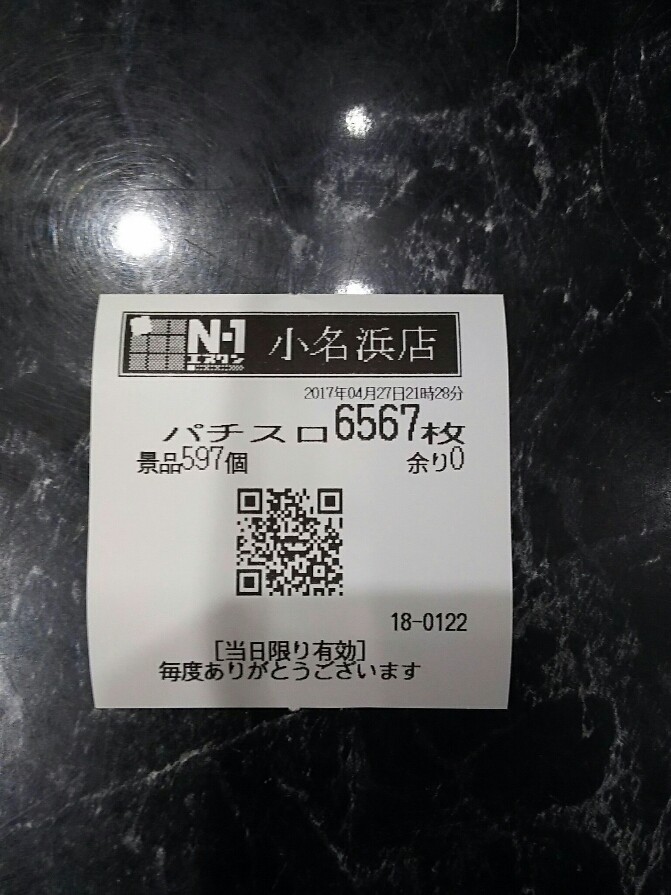 N-1
エヌワン 小名浜店
2017年04月27日21時28分
パチスロ6567枚
景品597個 余り0
18-0122
[当日限り有効]
毎度ありがとうございます